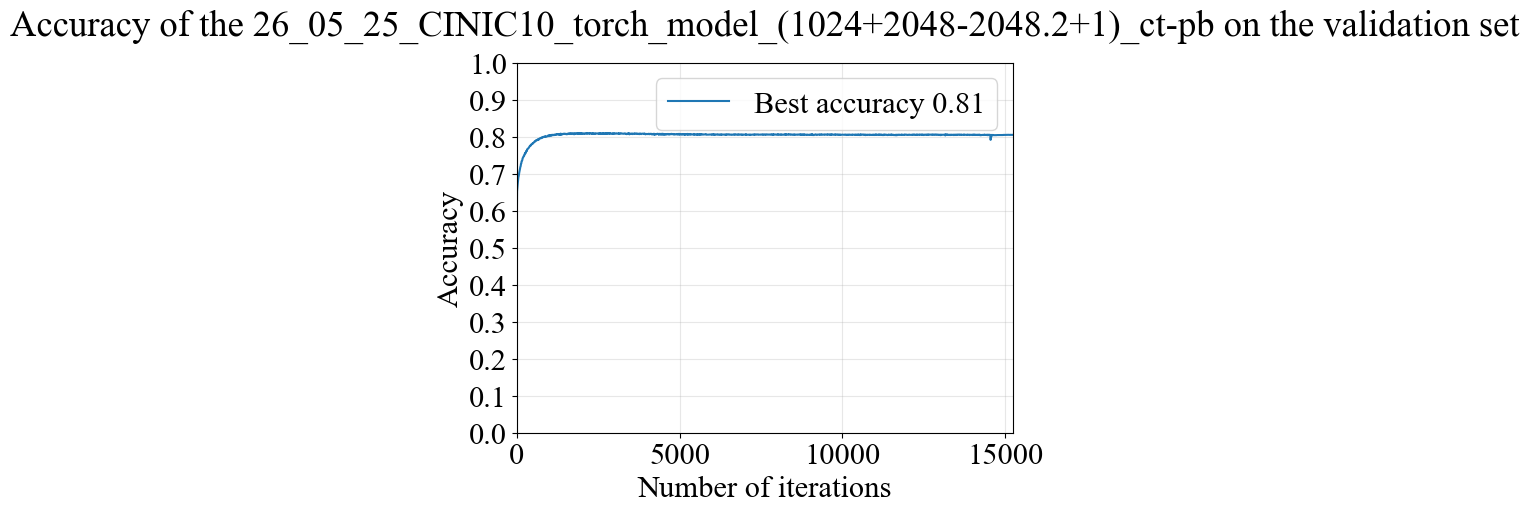 Accuracy of the 26_05_25_CINIC10_torch_model_(1024+2048-2048.2+1)_ct-pb on the validation set
1.0
0.9
0.8
0.7
0.6
0.5
0.4
0.3
0.2
0.1
0.0
Accuracy
Best accuracy 0.81
0 5000 10000 15000
Number of iterations